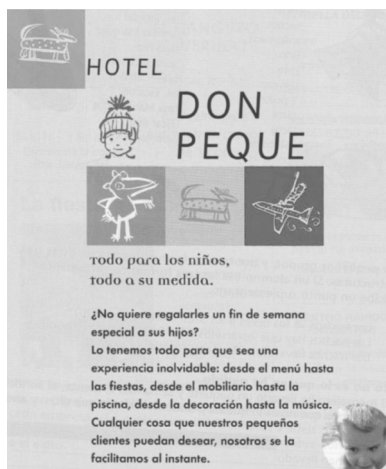 HOTEL
DON
PEQUE
todo para los niños,
todo a su medida.
¿No quiere regalarles un fin de semana
especial a sus hijos?
Lo tenemos todo para que sea una
experiencia inolvidable: desde el menú hasta
las fiestas, desde el mobiliario hasta la
piscina, desde la decoración hasta la música.
Cualquier cosa que nuestros pequeños
clientes puedan desear, nosotros se la
facilitamos al instante.